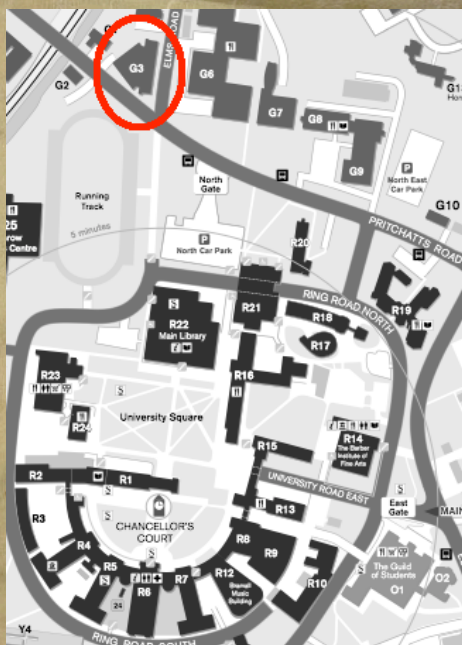 G3
ELMS ROAD
G6
G2
G7
G8
G9
North East
Car Park
G10
North
Gate
Running
Track
5 minutes
P
North Car Park
R20
PRITCHATTS ROAD
RING ROAD NORTH
R21
R18
R19
R17
R22
Main Library
R16
R23
R24
University Square
R15
R14
The Barber
Institute of
Fine Arts
UNIVERSITY ROAD EAST
R2
R1
R13
East
Gate
MAIN
R3
CHANCELLOR'S
COURT
R8
R9
R4
R5
R6
R7
R12
Bramall
Music
Building
R10
The Guild
of Students
O1
O2
24
Y4
RING ROAD SOUTH